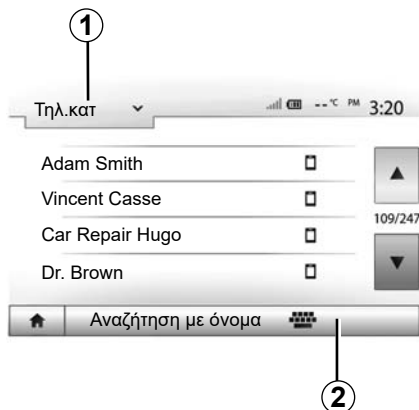 1
Τηλ.κατ -- °C PM 3:20
Adam Smith
Vincent Casse
109/247
Car Repair Hugo
Dr. Brown
Αναζήτηση με όνομα
2